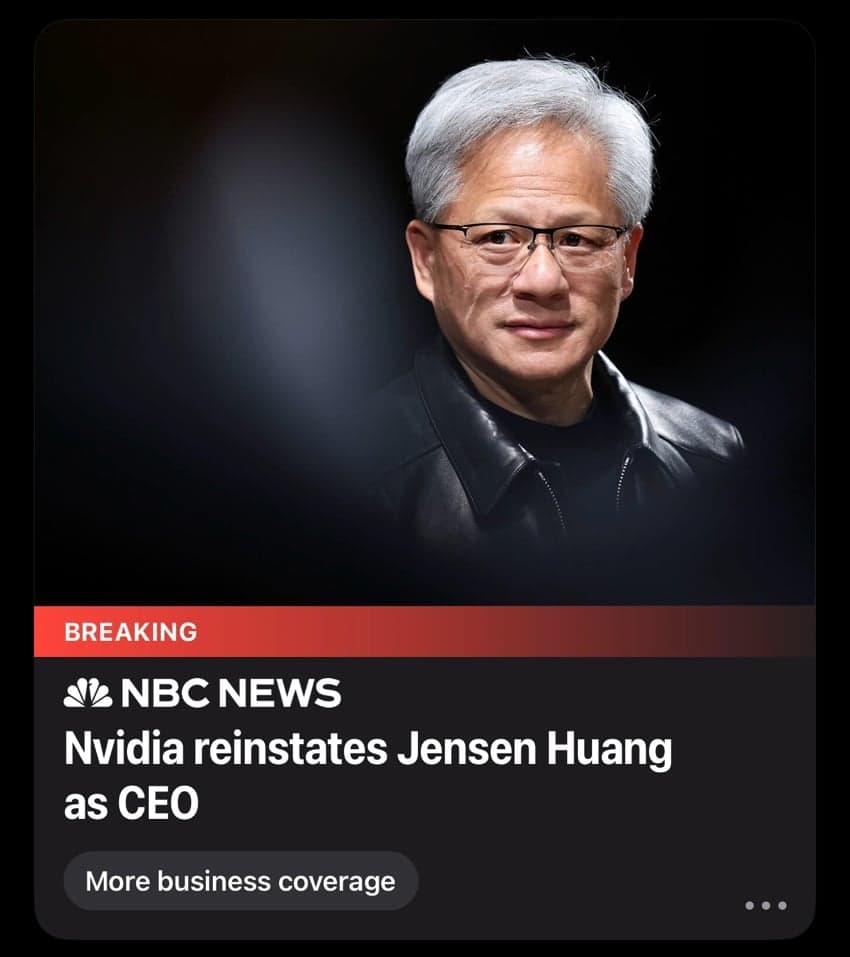 BREAKING
NBC NEWS
Nvidia reinstates Jensen Huang
as CEO
More business coverage